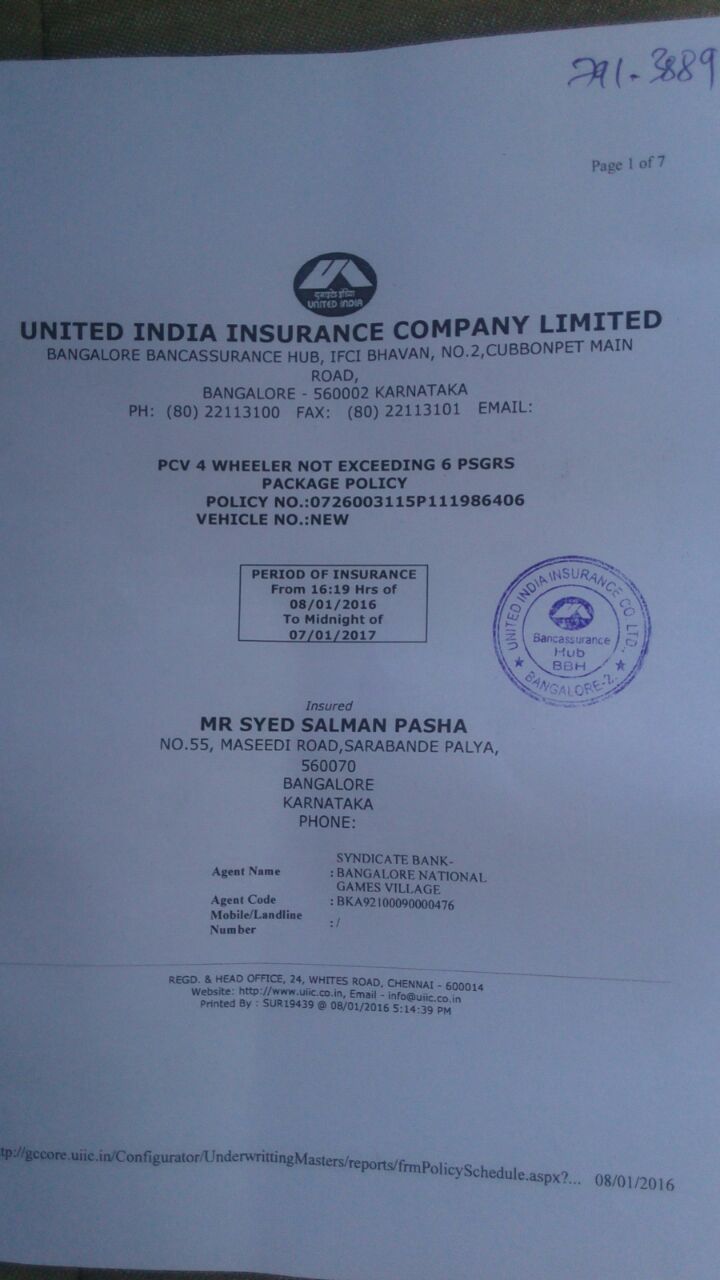 291-3889
Page 1 of 7
यूनाइटेड इंडिया
UNITED INDIA
UNITED INDIA INSURANCE COMPANY LIMITED
BANGALORE BANCASSURANCE HUB, IFCI BHAVAN, NO.2,CUBBONPET MAIN
ROAD,
BANGALORE - 560002 KARNATAKA
PH: (80) 22113100 FAX: (80) 22113101 EMAIL:
PCV 4 WHEELER NOT EXCEEDING 6 PSGRS
PACKAGE POLICY
POLICY NO.:0726003115P111986406
VEHICLE NO.:NEW
PERIOD OF INSURANCE
From 16:19 Hrs of
08/01/2016
To Midnight of
07/01/2017
UNITED INDIA INSURANCE CO. LTD.,
Bancassurance
Hub
BBH
★ BANGALORE-2. ★
Insured
MR SYED SALMAN PASHA
NO.55, MASEEDI ROAD,SARABANDE PALYA,
560070
BANGALORE
KARNATAKA
PHONE:
SYNDICATE BANK-
Agent Name : BANGALORE NATIONAL
GAMES VILLAGE
Agent Code : BKA92100090000476
Mobile/Landline
Number : /
REGD. & HEAD OFFICE, 24, WHITES ROAD, CHENNAI - 600014
Website: http://www.uiic.co.in, Email - info@uiic.co.in
Printed By : SUR19439 @ 08/01/2016 5:14:39 PM
tp://gccore.uiic.in/Configurator/UnderwrittingMasters/reports/frmPolicySchedule.aspx?... 08/01/2016